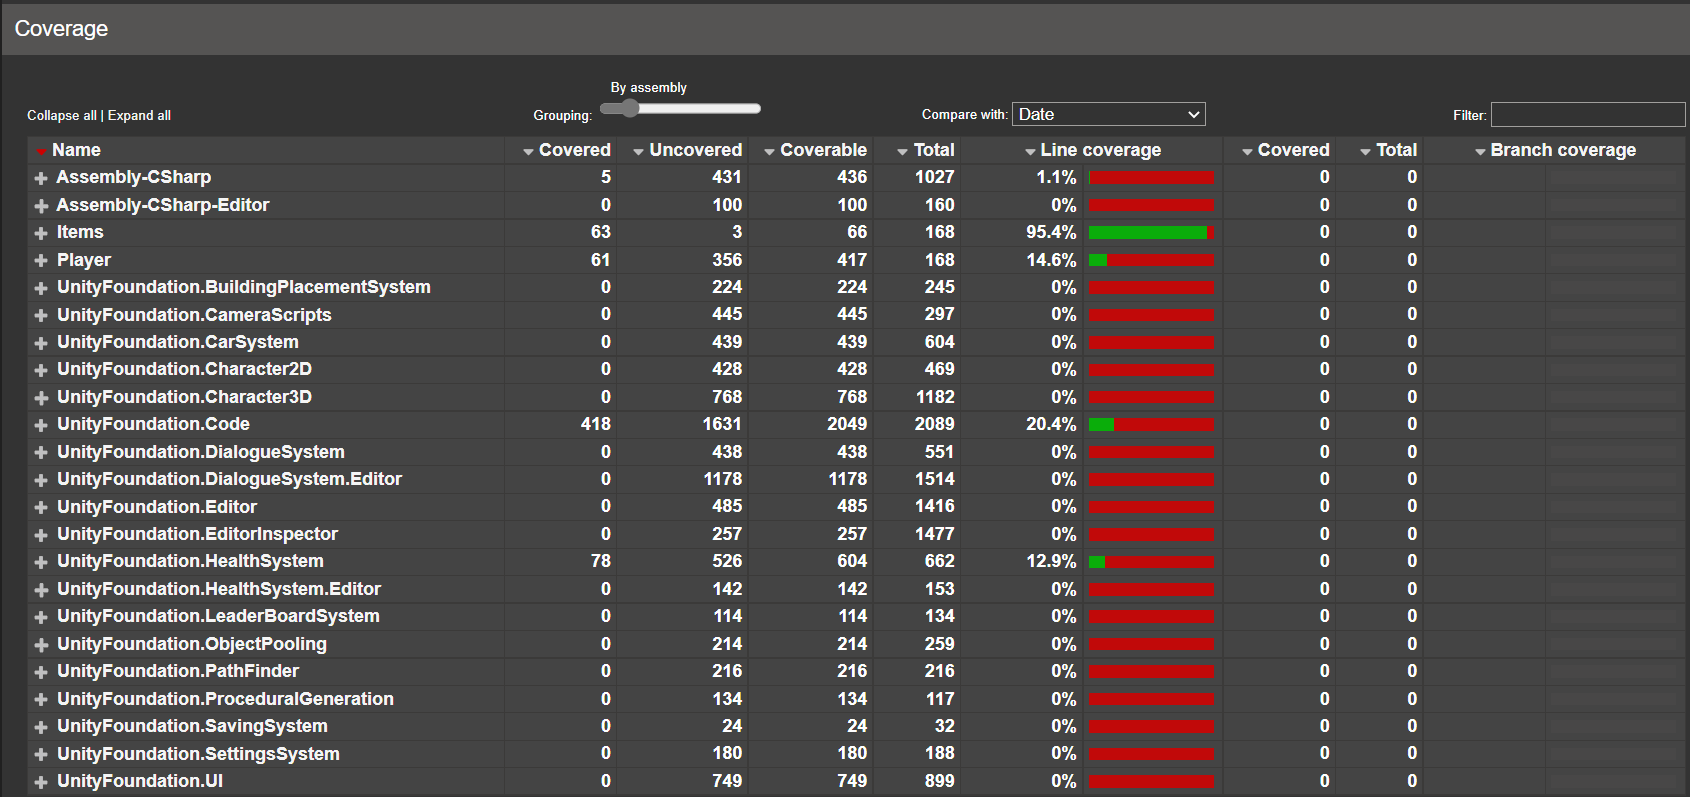 Coverage
By assembly
Collapse all | Expand all Grouping: Compare with: Date Filter:
Name Covered Uncovered Coverable Total Line coverage Covered Total Branch coverage
Assembly-CSharp 5 431 436 1027 1.1% 0 0
Assembly-CSharp-Editor 0 100 100 160 0% 0 0
Items 63 3 66 168 95.4% 0 0
Player 61 356 417 168 14.6% 0 0
UnityFoundation.BuildingPlacementSystem 0 224 224 245 0% 0 0
UnityFoundation.CameraScripts 0 445 445 297 0% 0 0
UnityFoundation.CarSystem 0 439 439 604 0% 0 0
UnityFoundation.Character2D 0 428 428 469 0% 0 0
UnityFoundation.Character3D 0 768 768 1182 0% 0 0
UnityFoundation.Code 418 1631 2049 2089 20.4% 0 0
UnityFoundation.DialogueSystem 0 438 438 551 0% 0 0
UnityFoundation.DialogueSystem.Editor 0 1178 1178 1514 0% 0 0
UnityFoundation.Editor 0 485 485 1416 0% 0 0
UnityFoundation.EditorInspector 0 257 257 1477 0% 0 0
UnityFoundation.HealthSystem 78 526 604 662 12.9% 0 0
UnityFoundation.HealthSystem.Editor 0 142 142 153 0% 0 0
UnityFoundation.LeaderBoardSystem 0 114 114 134 0% 0 0
UnityFoundation.ObjectPooling 0 214 214 259 0% 0 0
UnityFoundation.PathFinder 0 216 216 216 0% 0 0
UnityFoundation.ProceduralGeneration 0 134 134 117 0% 0 0
UnityFoundation.SavingSystem 0 24 24 32 0% 0 0
UnityFoundation.SettingsSystem 0 180 180 188 0% 0 0
UnityFoundation.UI 0 749 749 899 0% 0 0